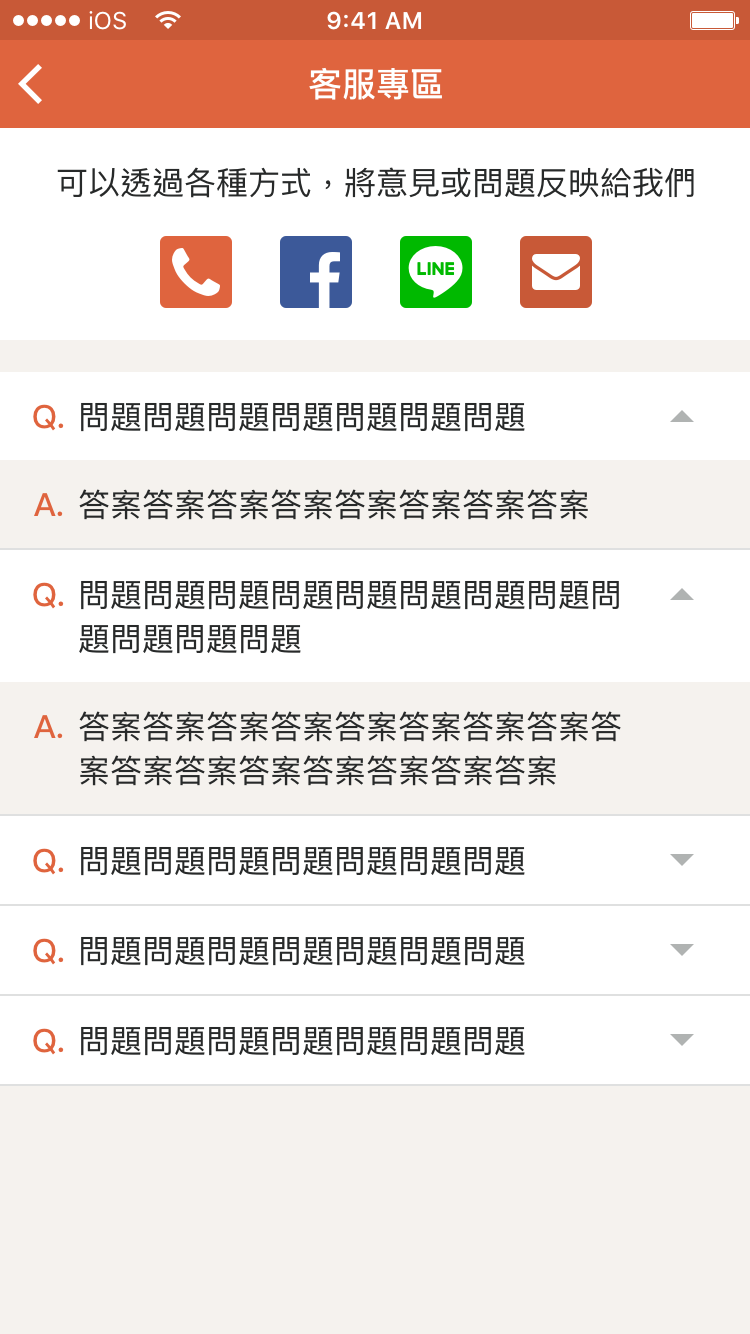 iOS 9:41 AM
客服專區
可以透過各種方式，將意見或問題反映給我們
LINE
Q. 問題問題問題問題問題問題問題
A. 答案答案答案答案答案答案答案答案
Q. 問題問題問題問題問題問題問題問題問
題問題問題問題
A. 答案答案答案答案答案答案答案答案答
案答案答案答案答案答案答案答案
Q. 問題問題問題問題問題問題問題
Q. 問題問題問題問題問題問題問題
Q. 問題問題問題問題問題問題問題